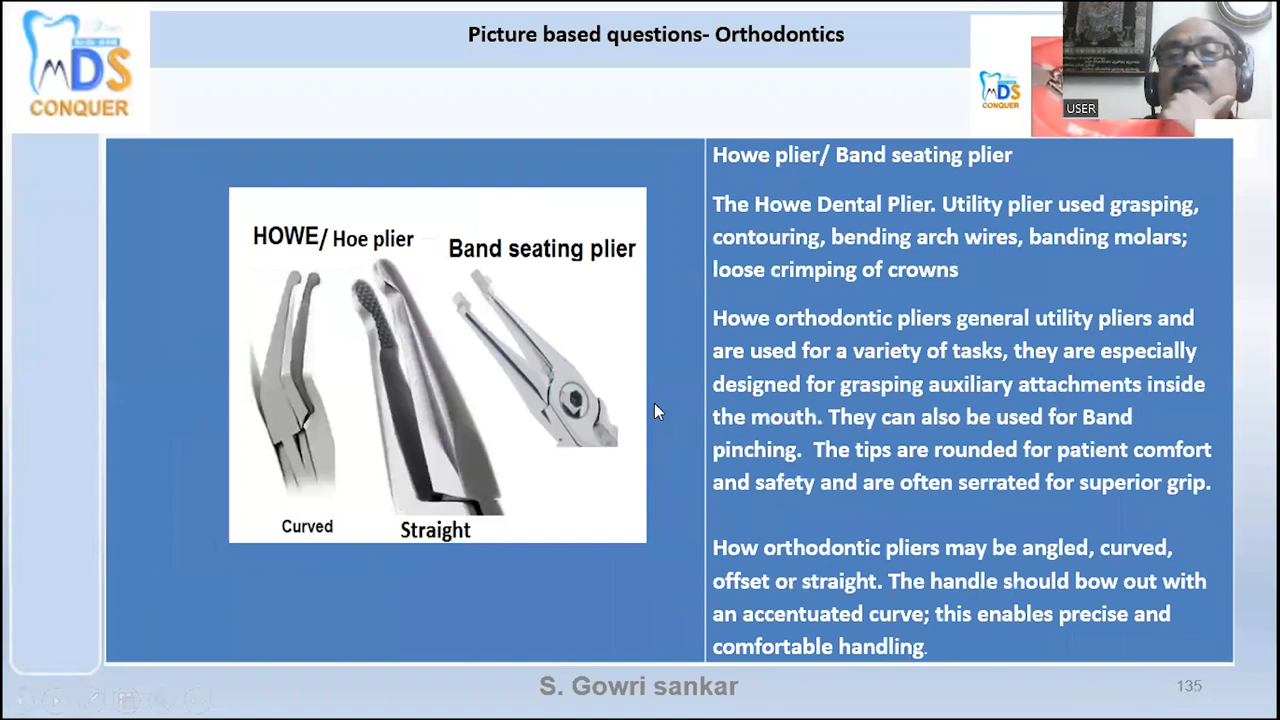 Picture based questions- Orthodontics
MDS
CONQUER
MDS
CONQUER
USER
HOWE/ Hoe plier
Band seating plier
Curved
Straight
Howe plier/ Band seating plier
The Howe Dental Plier. Utility plier used grasping,
contouring, bending arch wires, banding molars;
loose crimping of crowns
Howe orthodontic pliers general utility pliers and
are used for a variety of tasks, they are especially
designed for grasping auxiliary attachments inside
the mouth. They can also be used for Band
pinching.  The tips are rounded for patient comfort
and safety and are often serrated for superior grip.
How orthodontic pliers may be angled, curved,
offset or straight. The handle should bow out with
an accentuated curve; this enables precise and
comfortable handling.
S. Gowri sankar
135